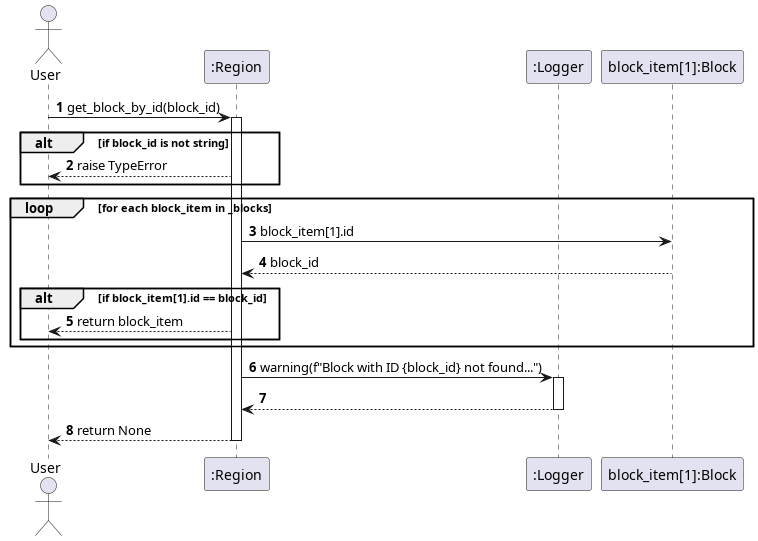 User
:Region
:Logger
block_item[1]:Block
1 get_block_by_id(block_id)
alt [if block_id is not string]
2 raise TypeError
loop [for each block_item in _blocks]
3 block_item[1].id
4 block_id
alt [if block_item[1].id == block_id]
5 return block_item
6 warning(f"Block with ID {block_id} not found...")
7
8 return None
User
:Region
:Logger
block_item[1]:Block